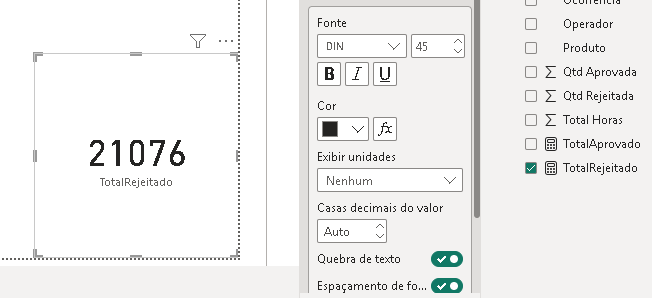 21076
TotalRejeitado
Fonte
DIN
45
B I U
Cor
fx
Exibir unidades
Nenhum
Casas decimais do valor
Auto
Quebra de texto
Espaçamento de fo...
Ocorrência
Operador
Produto
Qtd Aprovada
Qtd Rejeitada
Total Horas
TotalAprovado
TotalRejeitado